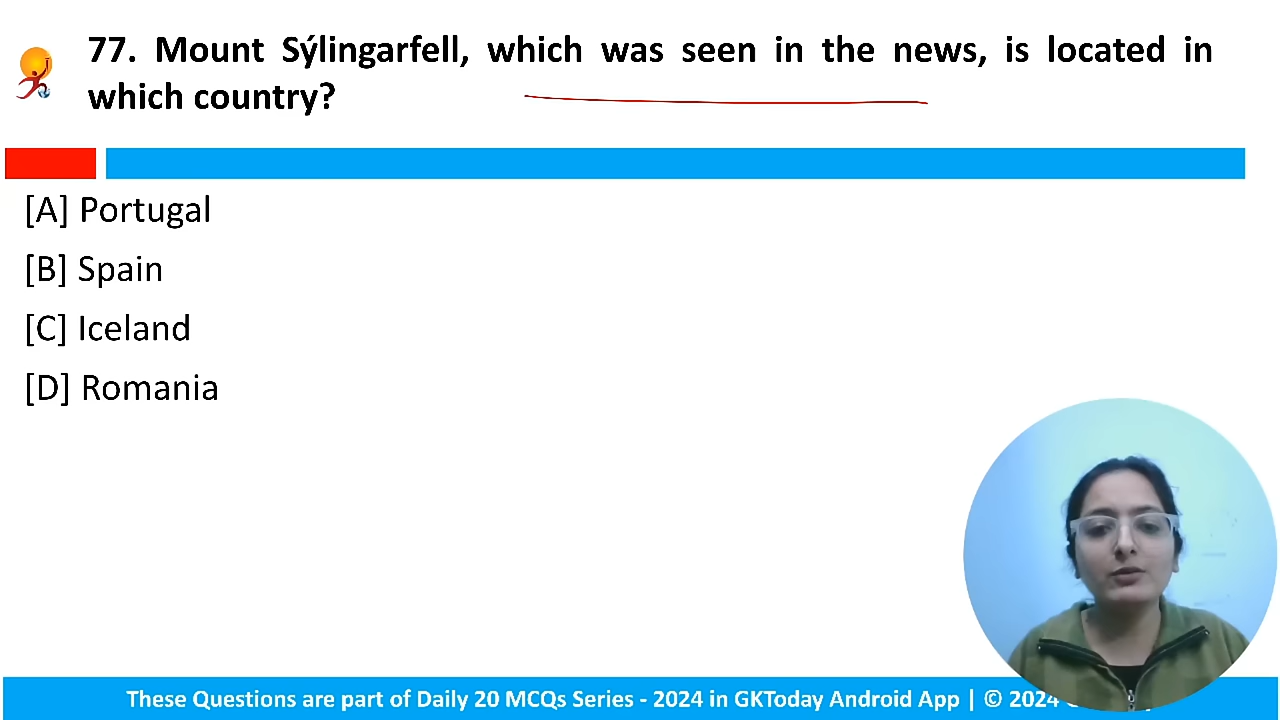 77. Mount Sýlingarfell, which was seen in the news, is located in
which country?
[A] Portugal
[B] Spain
[C] Iceland
[D] Romania
These Questions are part of Daily 20 MCQs Series - 2024 in GKToday Android App | © 2024